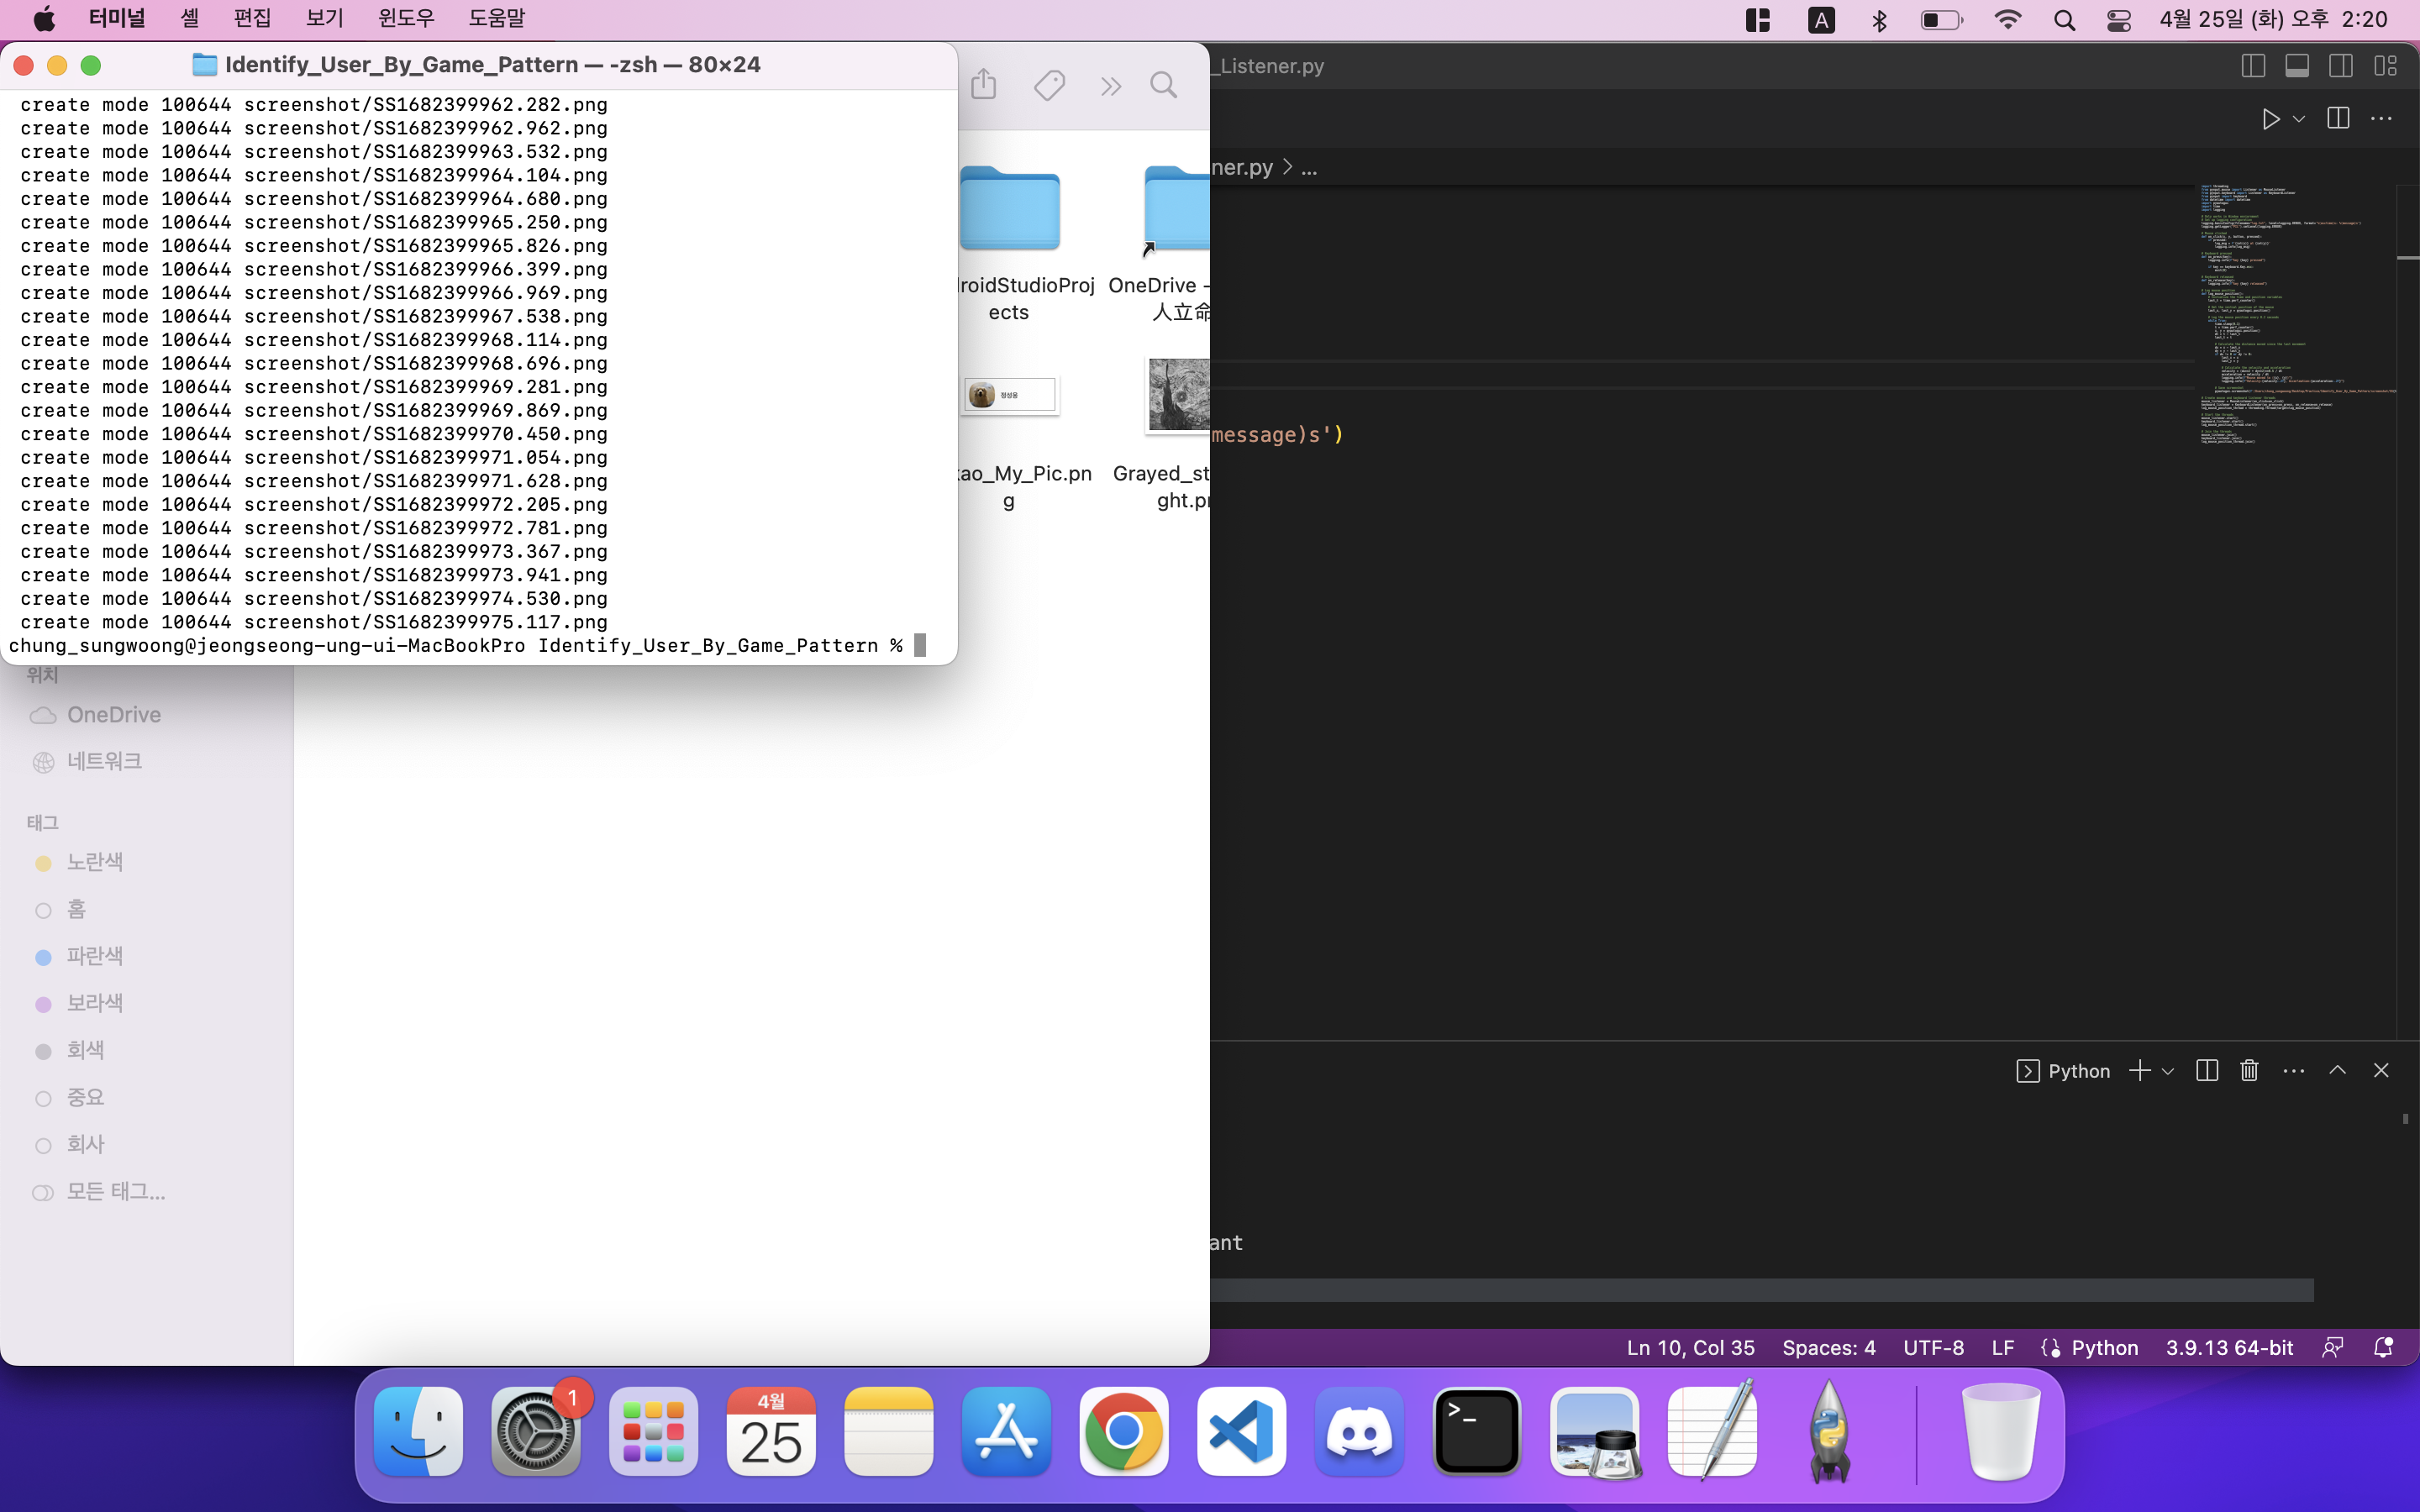 터미널 셸 편집 보기 윈도우 도움말
A
4월 25일 (화) 오후 2:20
Identify_User_By_Game_Pattern — -zsh — 80×24
create mode 100644 screenshot/SS1682399962.282.png
create mode 100644 screenshot/SS1682399962.962.png
create mode 100644 screenshot/SS1682399963.532.png
create mode 100644 screenshot/SS1682399964.104.png
create mode 100644 screenshot/SS1682399964.680.png
create mode 100644 screenshot/SS1682399965.250.png
create mode 100644 screenshot/SS1682399965.826.png
create mode 100644 screenshot/SS1682399966.399.png
create mode 100644 screenshot/SS1682399966.969.png
create mode 100644 screenshot/SS1682399967.538.png
create mode 100644 screenshot/SS1682399968.114.png
create mode 100644 screenshot/SS1682399968.696.png
create mode 100644 screenshot/SS1682399969.281.png
create mode 100644 screenshot/SS1682399969.869.png
create mode 100644 screenshot/SS1682399970.450.png
create mode 100644 screenshot/SS1682399971.054.png
create mode 100644 screenshot/SS1682399971.628.png
create mode 100644 screenshot/SS1682399972.205.png
create mode 100644 screenshot/SS1682399972.781.png
create mode 100644 screenshot/SS1682399973.367.png
create mode 100644 screenshot/SS1682399973.941.png
create mode 100644 screenshot/SS1682399974.530.png
create mode 100644 screenshot/SS1682399975.117.png
chung_sungwoong@jeongseong-ung-ui-MacBookPro Identify_User_By_Game_Pattern %
roidStudioProj
ects
OneDrive -
人立命
ao_My_Pic.pn
g
Grayed_st
ght.p
위치
OneDrive
네트워크
태그
노란색
홈
파란색
보라색
회색
중요
회사
모든 태그...
_Listener.py
ner.py > ...
message)s')
Python
ant
Ln 10, Col 35 Spaces: 4 UTF-8 LF Python 3.9.13 64-bit
1
4월
25
>_